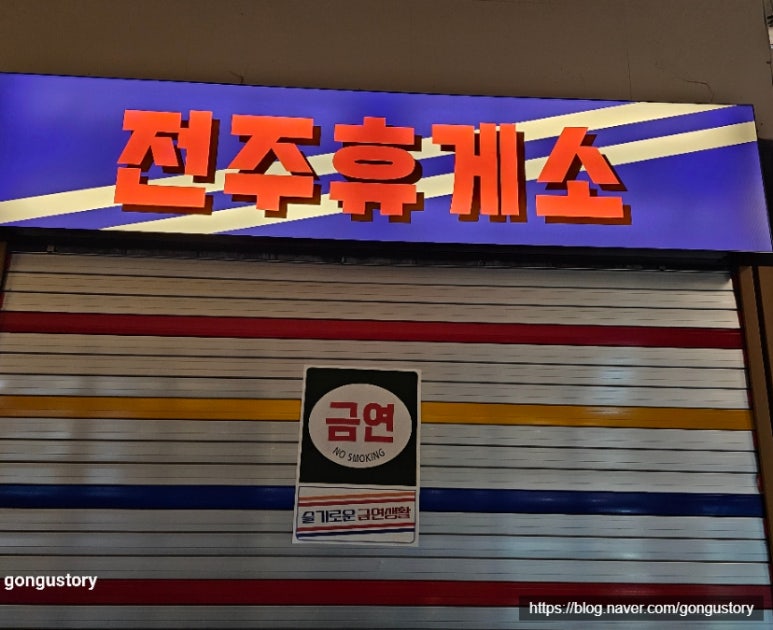 전주휴게소
금연
NO SMOKING
슬기로운 금연생활
gongustory
https://blog.naver.com/gongustory